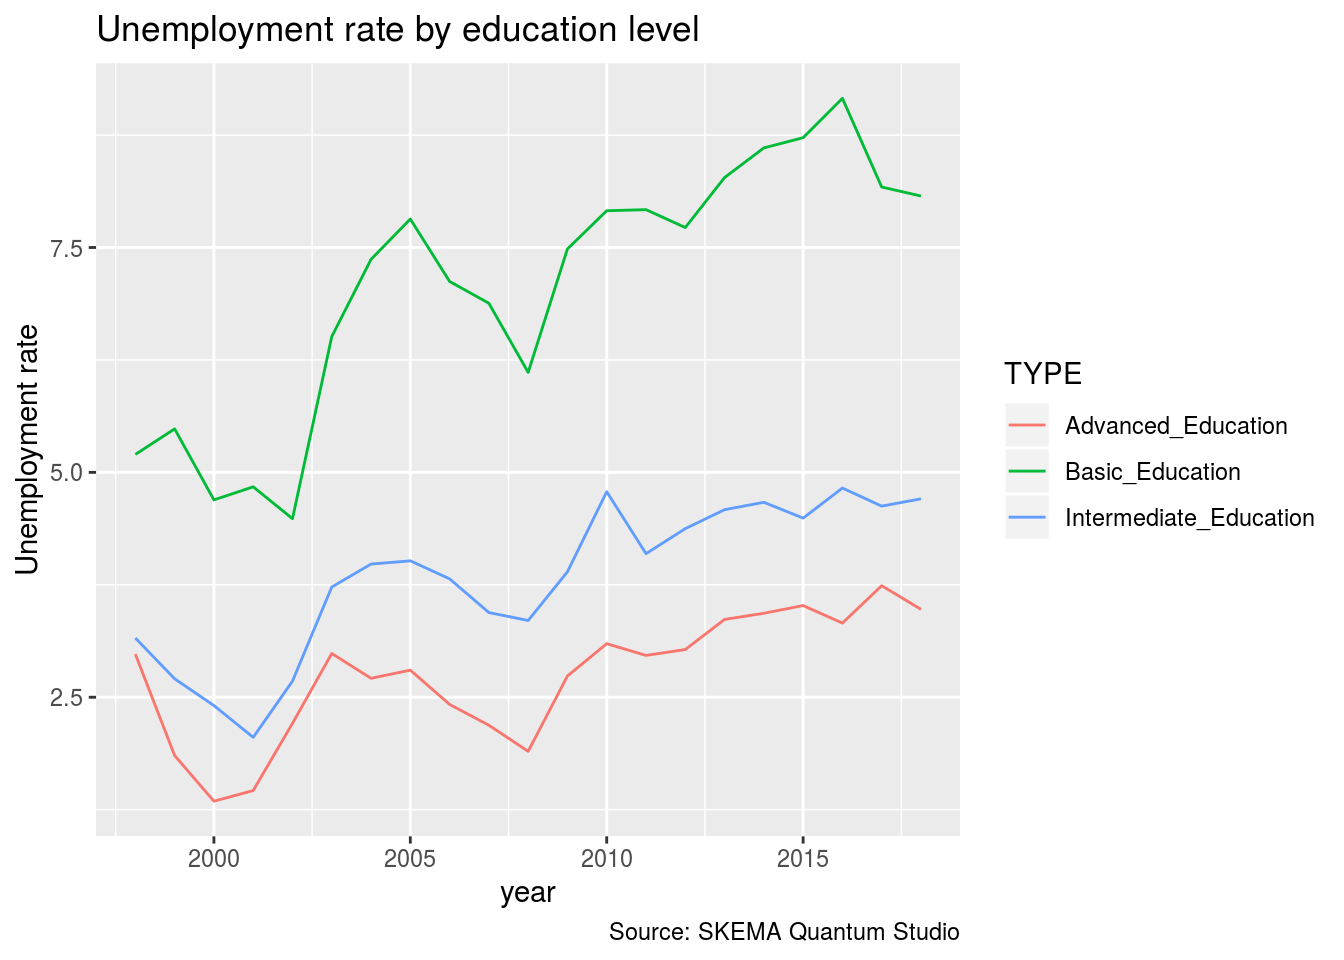 Unemployment rate by education level
Unemployment rate
7.5
5.0
2.5
2000
2005
2010
2015
year
TYPE
Advanced_Education
Basic_Education
Intermediate_Education
Source: SKEMA Quantum Studio